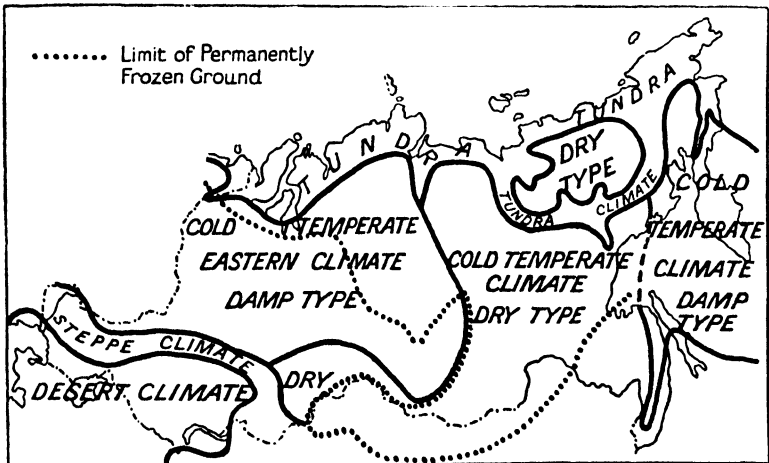 Limit of Permanently
Frozen Ground
TUNDRA
TUNDRA
DRY
TYPE
TUNDRA CLIMATE
COLD
TEMPERATE
CLIMATE
DAMP
TYPE
COLD TEMPERATE
EASTERN CLIMATE
DAMP TYPE
COLD TEMPERATE
CLIMATE
DRY TYPE
STEPPE CLIMATE
DESERT CLIMATE
DRY